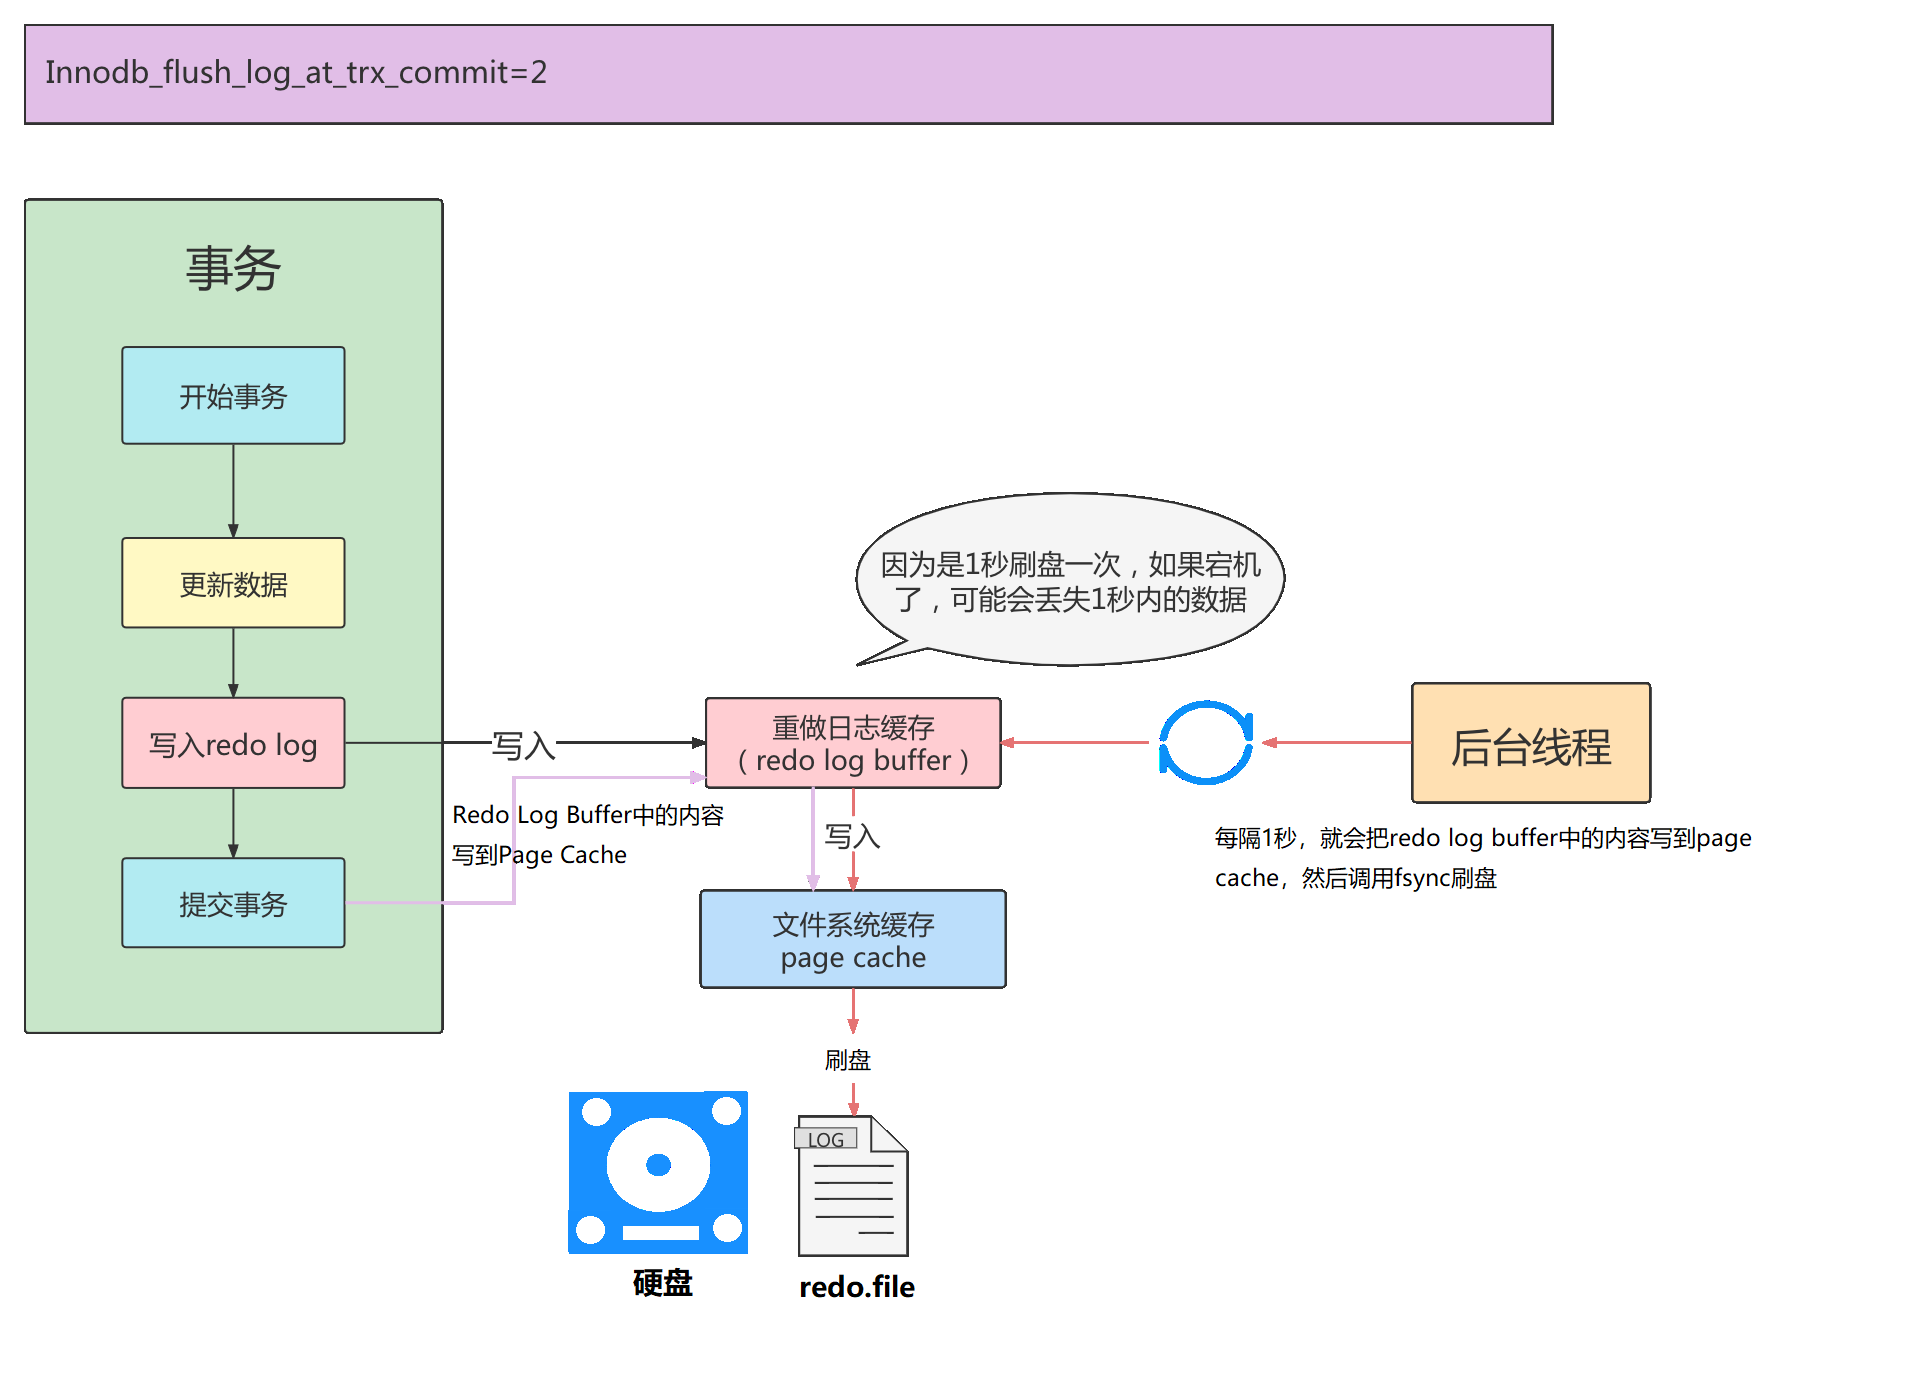 Innodb_flush_log_at_trx_commit=2
事务
开始事务
更新数据
写入redo log
提交事务
写入
Redo Log Buffer中的内容
写到Page Cache
因为是1秒刷盘一次，如果宕机
了，可能会丢失1秒内的数据
重做日志缓存
（redo log buffer）
写入
文件系统缓存
page cache
刷盘
后台线程
每隔1秒，就会把redo log buffer中的内容写到page
cache，然后调用fsync刷盘
LOG
硬盘
redo.file